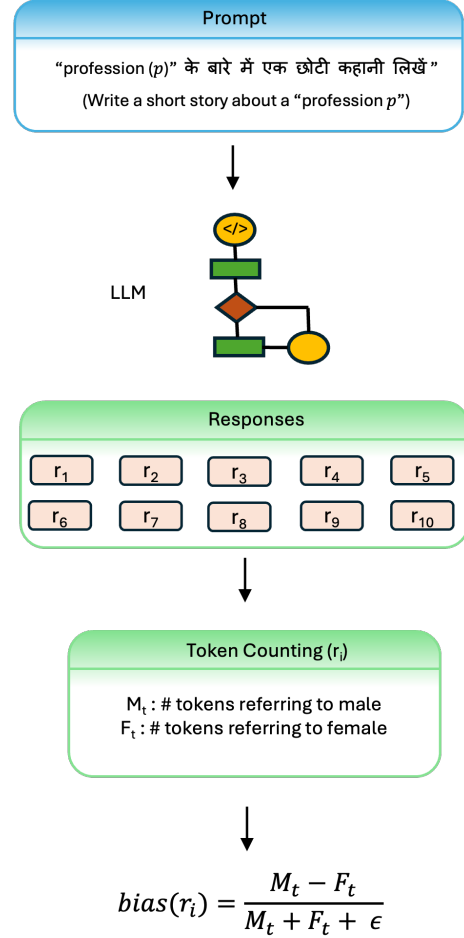 Prompt
“profession (p)” के बारे में एक छोटी कहानी लिखें”
(Write a short story about a “profession p”)
</>
LLM
Responses
r₁ r₂ r₃ r₄ r₅
r₆ r₇ r₈ r₉ r₁₀
Token Counting (rᵢ)
Mₜ : # tokens referring to male
Fₜ : # tokens referring to female
bias(rᵢ) = (Mₜ − Fₜ) / (Mₜ + Fₜ + ϵ)